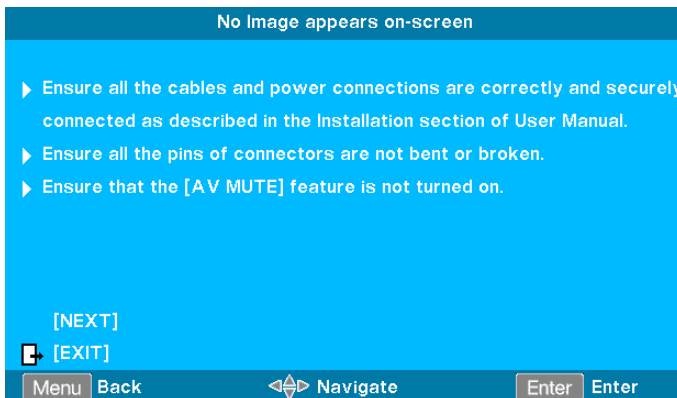 No Image appears on-screen
Ensure all the cables and power connections are correctly and securely
connected as described in the Installation section of User Manual.
Ensure all the pins of connectors are not bent or broken.
Ensure that the [AV MUTE] feature is not turned on.
[NEXT]
[EXIT]
Menu Back Navigate Enter Enter